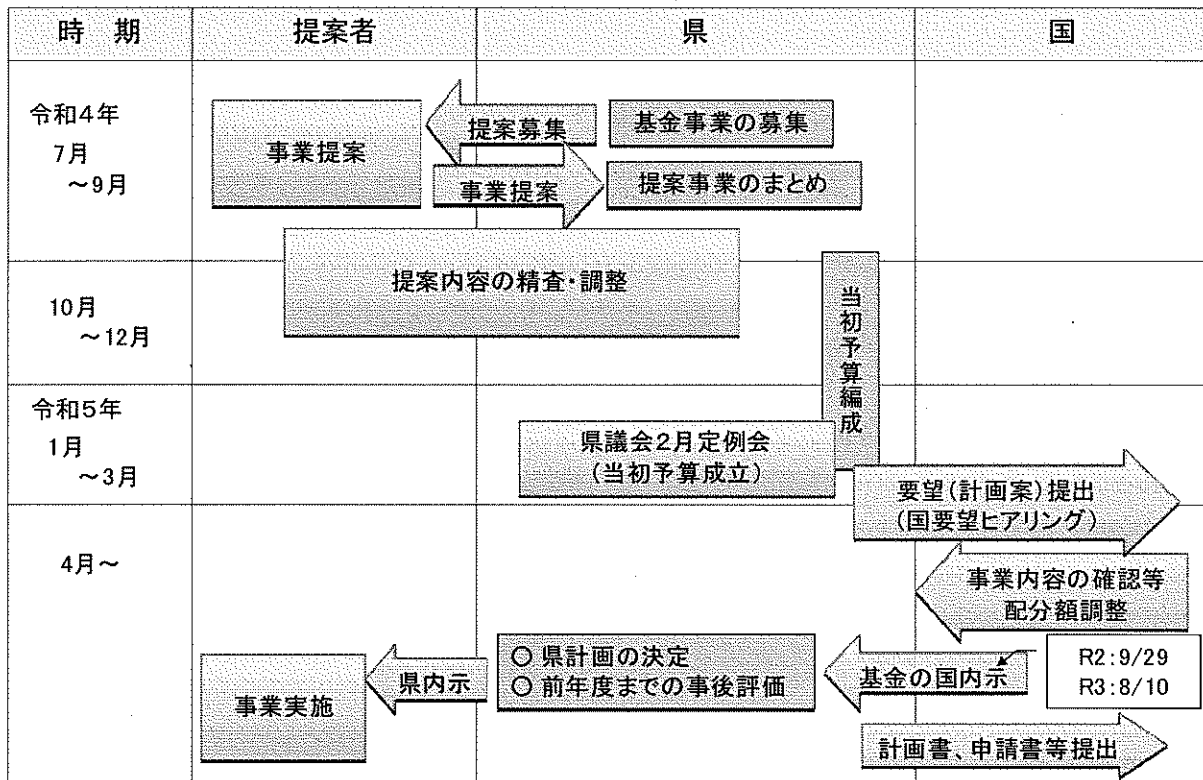 時 期
提案者
県
国
令和4年
7月
～9月
事業提案
提案募集
基金事業の募集
事業提案
提案事業のまとめ
提案内容の精査・調整
10月
～12月
当初予算編成
令和5年
1月
～3月
県議会2月定例会
(当初予算成立)
要望(計画案)提出
(国要望ヒアリング)
4月～
事業内容の確認等
配分額調整
事業実施
県内示
○ 県計画の決定
○ 前年度までの事後評価
基金の国内示
R2:9/29
R3:8/10
計画書、申請書等提出